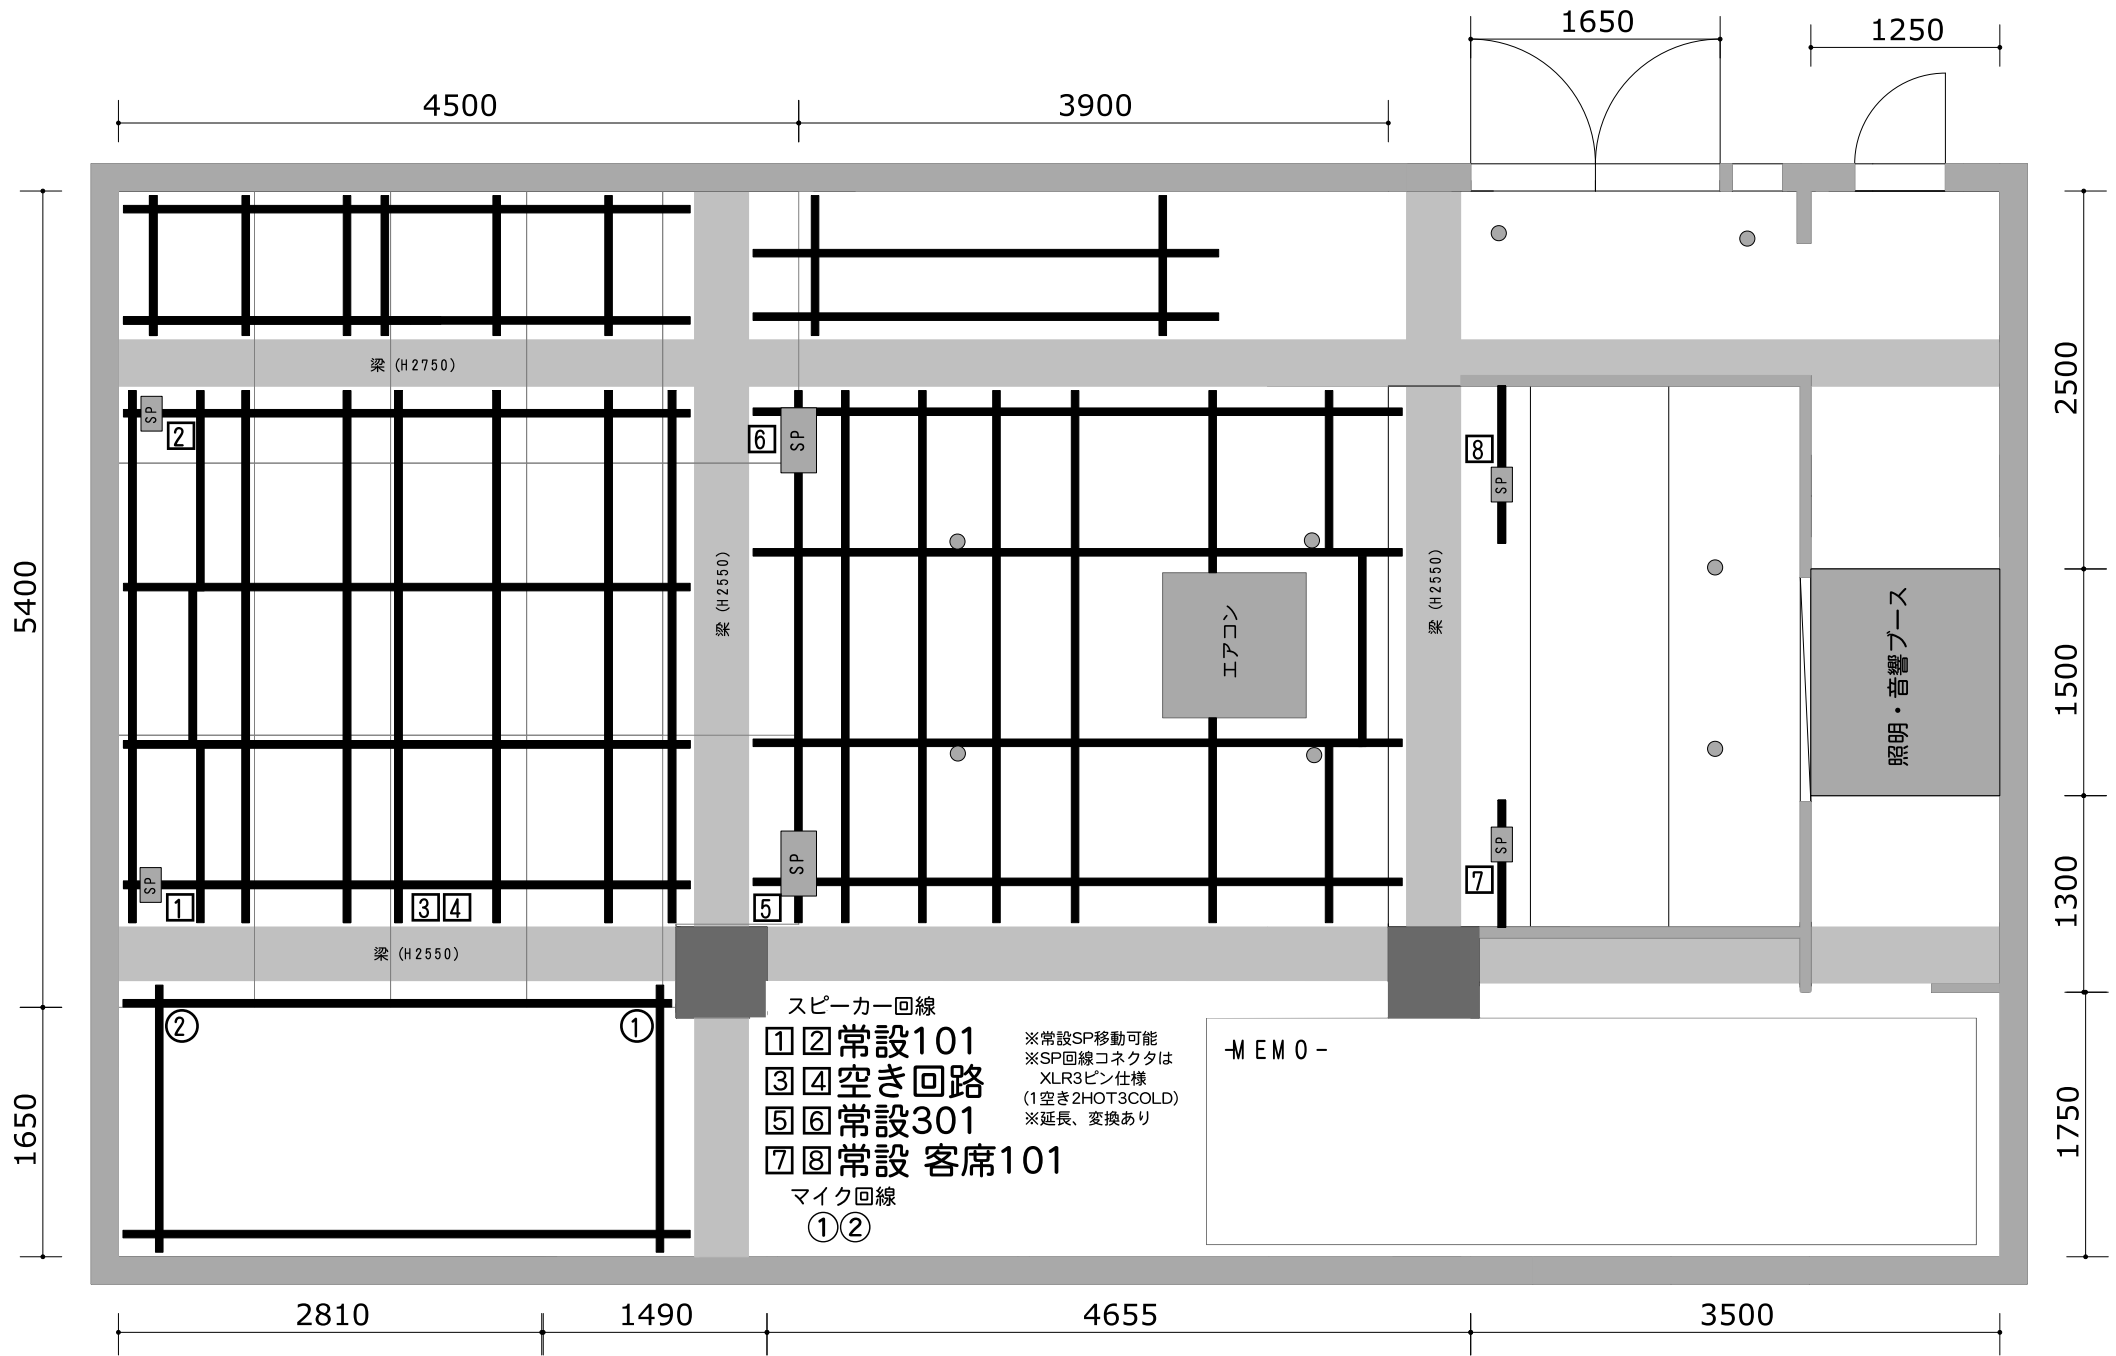 1650
1250
4500
3900
梁 (H2750)
SP
2
6
SP
8
SP
5400
2500
梁 (H2550)
梁 (H2550)
エアコン
照明・音響ブース
1500
SP
1
3 4
5
SP
7
SP
1300
梁 (H2550)
② ①
1650
スピーカー回線
1 2 常設101
3 4 空き回路
5 6 常設301
7 8 常設 客席101
マイク回線
①②
※常設SP移動可能
※SP回線コネクタは
XLR3ピン仕様
(1空き2HOT3COLD)
※延長、変換あり
-MEMO-
1750
2810
1490
4655
3500